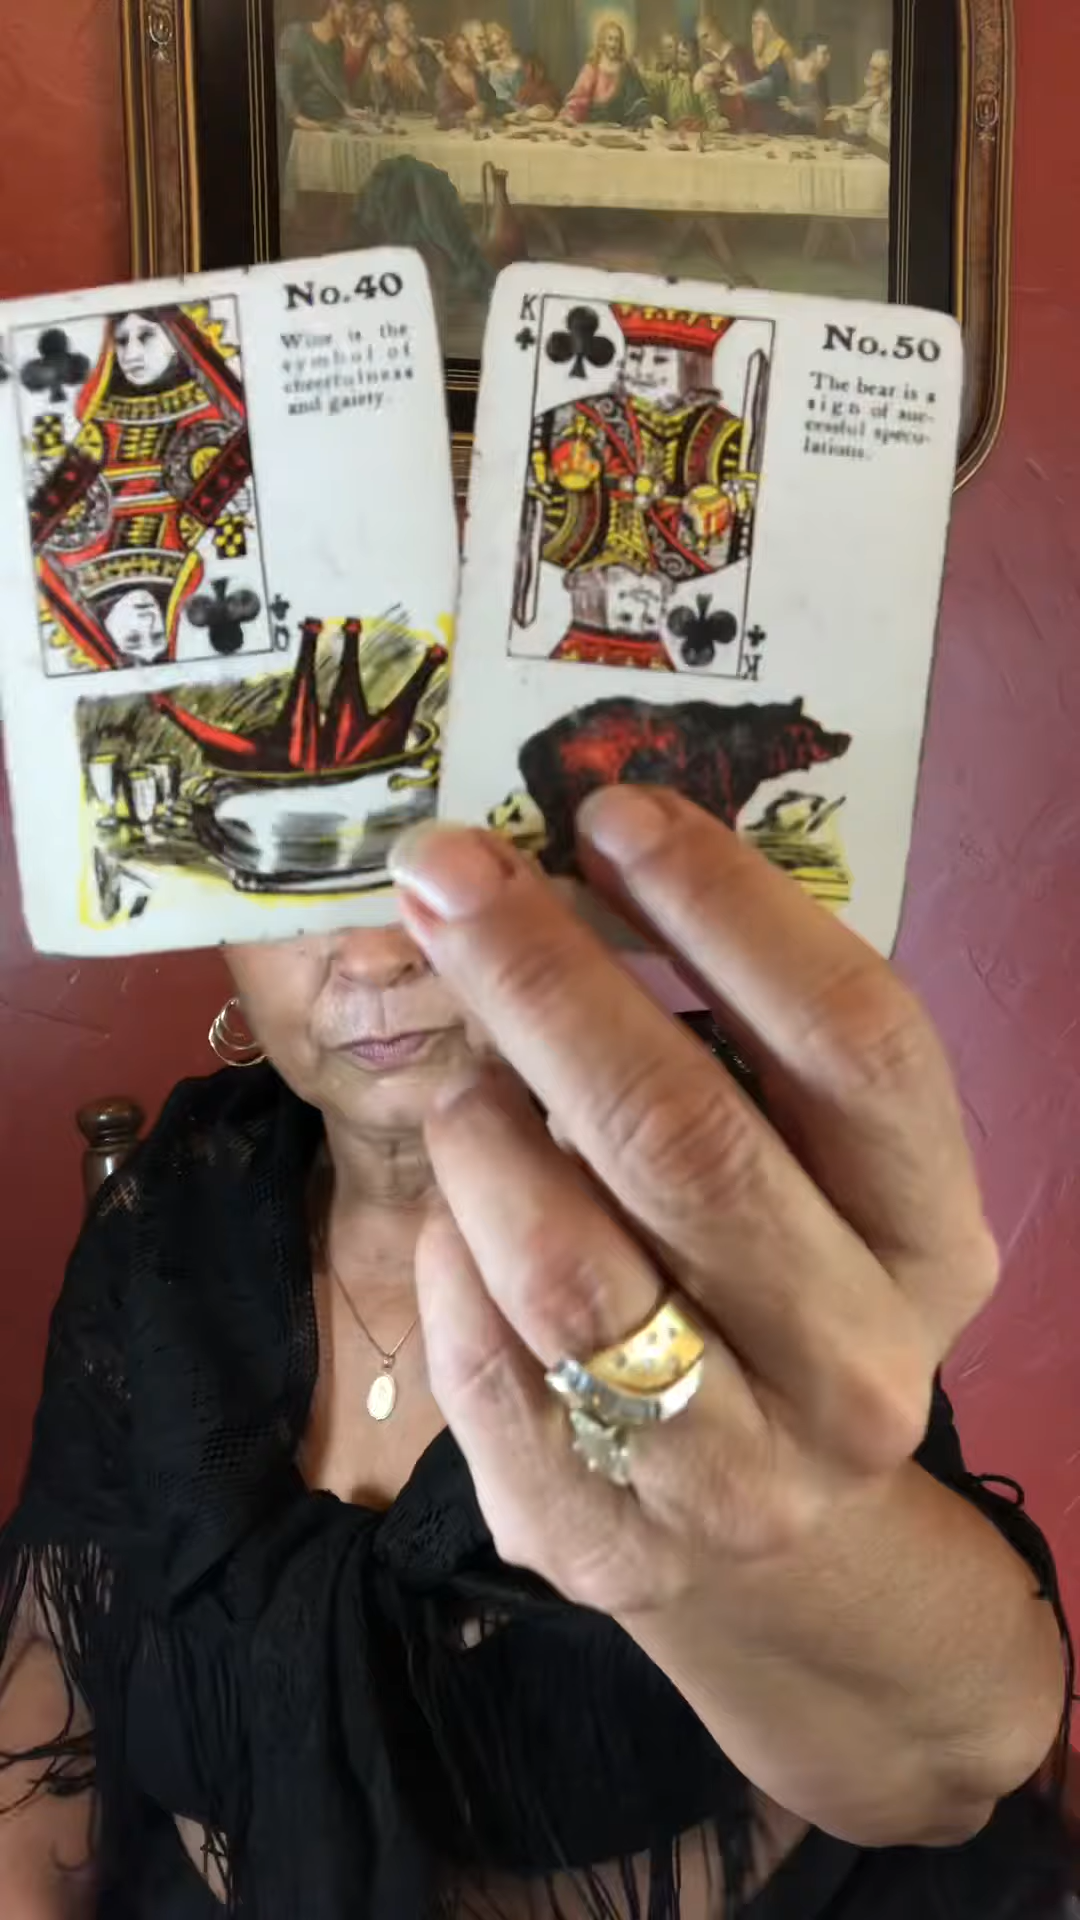 No.40
Wine is the
symbol of
cheerfulness
and gaiety.
Q
K
No.50
The bear is a
sign of suc-
cessful specu-
lations.
K